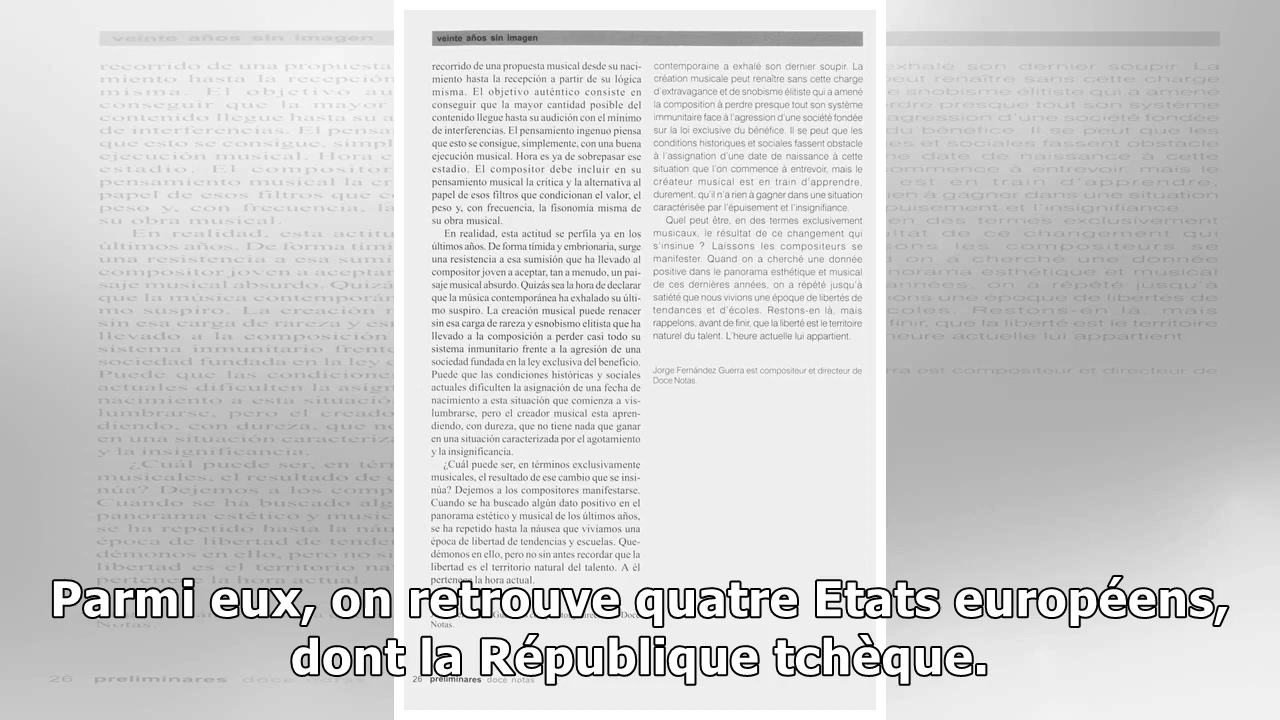 veinte años sin imagen
recorrido de una propuesta musical desde su naci-
miento hasta la recepción a partir de su lógica
misma. El objetivo auténtico consiste en
conseguir que la mayor cantidad posible del
contenido llegue hasta su audición con el mínimo
de interferencias. El pensamiento ingenuo piensa
que esto se consigue, simplemente, con una buena
ejecución musical. Hora es ya de sobrepasar ese
estadio. El compositor debe incluir en su
pensamiento musical la crítica y la alternativa al
papel de esos filtros que condicionan el valor, el
peso y, con frecuencia, la fisonomía misma de
su obra musical.
En realidad, esta actitud se perfila ya en los
últimos años. De forma tímida y embrionaria, surge
una resistencia a esa sumisión que ha llevado al
compositor joven a aceptar, tan a menudo, un pai-
saje musical absurdo. Quizás sea la hora de declarar
que la música contemporánea ha exhalado su últi-
mo suspiro. La creación musical puede renacer
sin esa carga de rareza y esnobismo elitista que ha
llevado a la composición a perder casi todo su
sistema inmunitario frente a la agresión de una
sociedad fundada en la ley exclusiva del beneficio.
Puede que las condiciones históricas y sociales
actuales dificulten la asignación de una fecha de
nacimiento a esta situación que comienza a vis-
lumbrarse, pero el creador musical esta apren-
diendo, con dureza, que no tiene nada que ganar
en una situación caracterizada por el agotamiento
y la insignificancia.
¿Cuál puede ser, en términos exclusivamente
musicales, el resultado de ese cambio que se insi-
núa? Dejemos a los compositores manifestarse.
Cuando se ha buscado algún dato positivo en el
panorama estético y musical de los últimos años,
se ha repetido hasta la náusea que vivíamos una
época de libertad de tendencias y escuelas. Que-
démonos en ello, pero no sin antes recordar que la
libertad es el territorio natural del talento. A él
pertenece la hora actual.
Notas.
contemporaine a exhalé son dernier soupir. La
création musicale peut renaître sans cette charge
d'extravagance et de snobisme élitiste qui a amené
la composition à perdre presque tout son système
immunitaire face à l'agression d'une société fondée
sur la loi exclusive du bénéfice. Il se peut que les
conditions historiques et sociales fassent obstacle
à l'assignation d'une date de naissance à cette
situation que l'on commence à entrevoir, mais le
créateur musical est en train d'apprendre,
durement, qu'il n'a rien à gagner dans une situation
caractérisée par l'épuisement et l'insignifiance.
Quel peut être, en des termes exclusivement
musicaux, le résultat de ce changement qui
s'insinue ? Laissons les compositeurs se
manifester. Quand on a cherché une donnée
positive dans le panorama esthétique et musical
de ces dernières années, on a répété jusqu'à
satiété que nous vivions une époque de libertés de
tendances et d'écoles. Restons-en là, mais
rappelons, avant de finir, que la liberté est le territoire
naturel du talent. L'heure actuelle lui appartient.
Jorge Fernández Guerra est compositeur et directeur de
Doce Notas.
26 preliminares doce notas
Parmi eux, on retrouve quatre Etats européens,
dont la République tchèque.